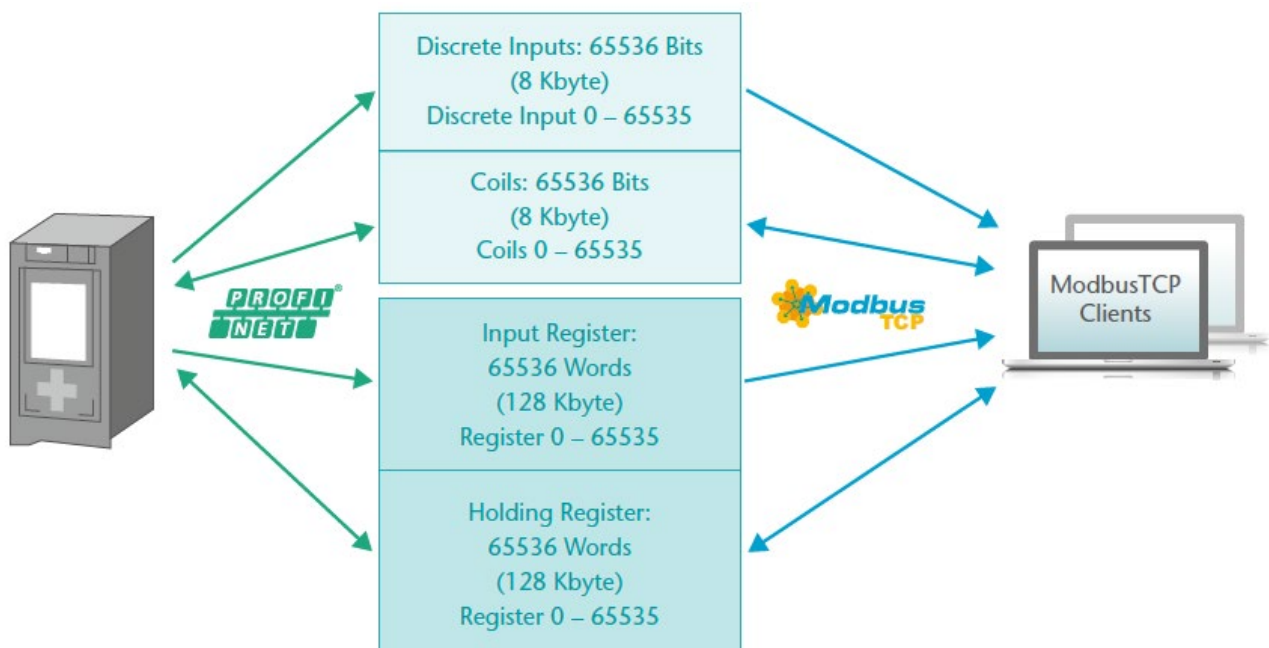 Discrete Inputs: 65536 Bits
(8 Kbyte)
Discrete Input 0 – 65535
Coils: 65536 Bits
(8 Kbyte)
Coils 0 – 65535
PROFI®
NET
Modbus
TCP
ModbusTCP
Clients
Input Register:
65536 Words
(128 Kbyte)
Register 0 – 65535
Holding Register:
65536 Words
(128 Kbyte)
Register 0 – 65535